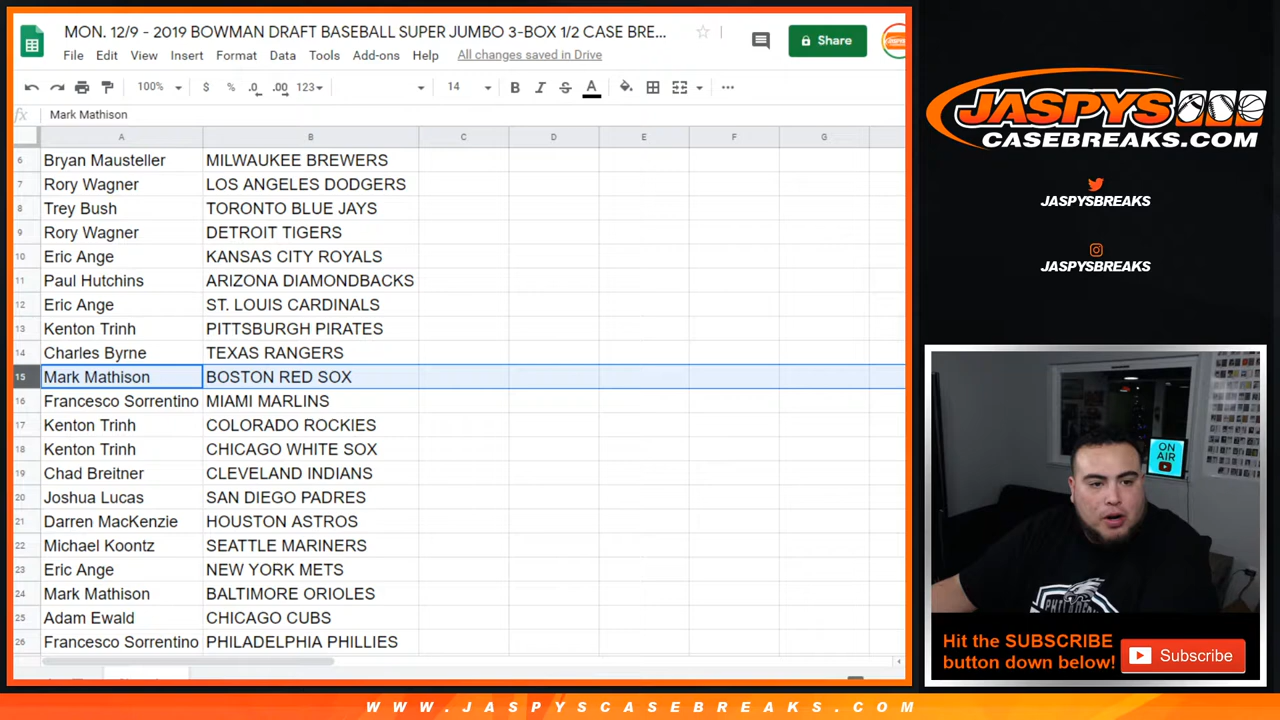 MON. 12/9 - 2019 BOWMAN DRAFT BASEBALL SUPER JUMBO 3-BOX 1/2 CASE BRE...
Share
File Edit View Insert Format Data Tools Add-ons Help All changes saved in Drive
100% $ % .0 .00 123 14 B I S A
fx Mark Mathison
A B C D E F G
6 Bryan Mausteller MILWAUKEE BREWERS
7 Rory Wagner LOS ANGELES DODGERS
8 Trey Bush TORONTO BLUE JAYS
9 Rory Wagner DETROIT TIGERS
10 Eric Ange KANSAS CITY ROYALS
11 Paul Hutchins ARIZONA DIAMONDBACKS
12 Eric Ange ST. LOUIS CARDINALS
13 Kenton Trinh PITTSBURGH PIRATES
14 Charles Byrne TEXAS RANGERS
15 Mark Mathison BOSTON RED SOX
16 Francesco Sorrentino MIAMI MARLINS
17 Kenton Trinh COLORADO ROCKIES
18 Kenton Trinh CHICAGO WHITE SOX
19 Chad Breitner CLEVELAND INDIANS
20 Joshua Lucas SAN DIEGO PADRES
21 Darren MacKenzie HOUSTON ASTROS
22 Michael Koontz SEATTLE MARINERS
23 Eric Ange NEW YORK METS
24 Mark Mathison BALTIMORE ORIOLES
25 Adam Ewald CHICAGO CUBS
26 Francesco Sorrentino PHILADELPHIA PHILLIES
JASPYS
CASEBREAKS.COM
JASPYSBREAKS
JASPYSBREAKS
ON
AIR
Hit the SUBSCRIBE
button down below!
Subscribe
WWW.JASPYSCASEBREAKS.COM